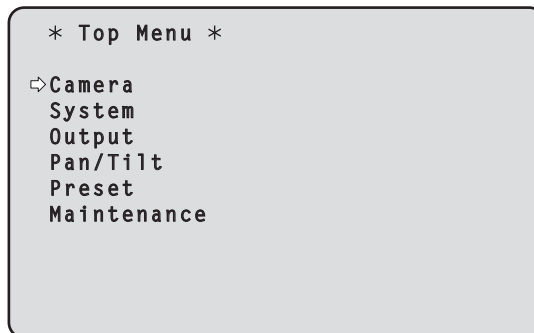 * Top Menu *
⇨Camera
System
Output
Pan/Tilt
Preset
Maintenance